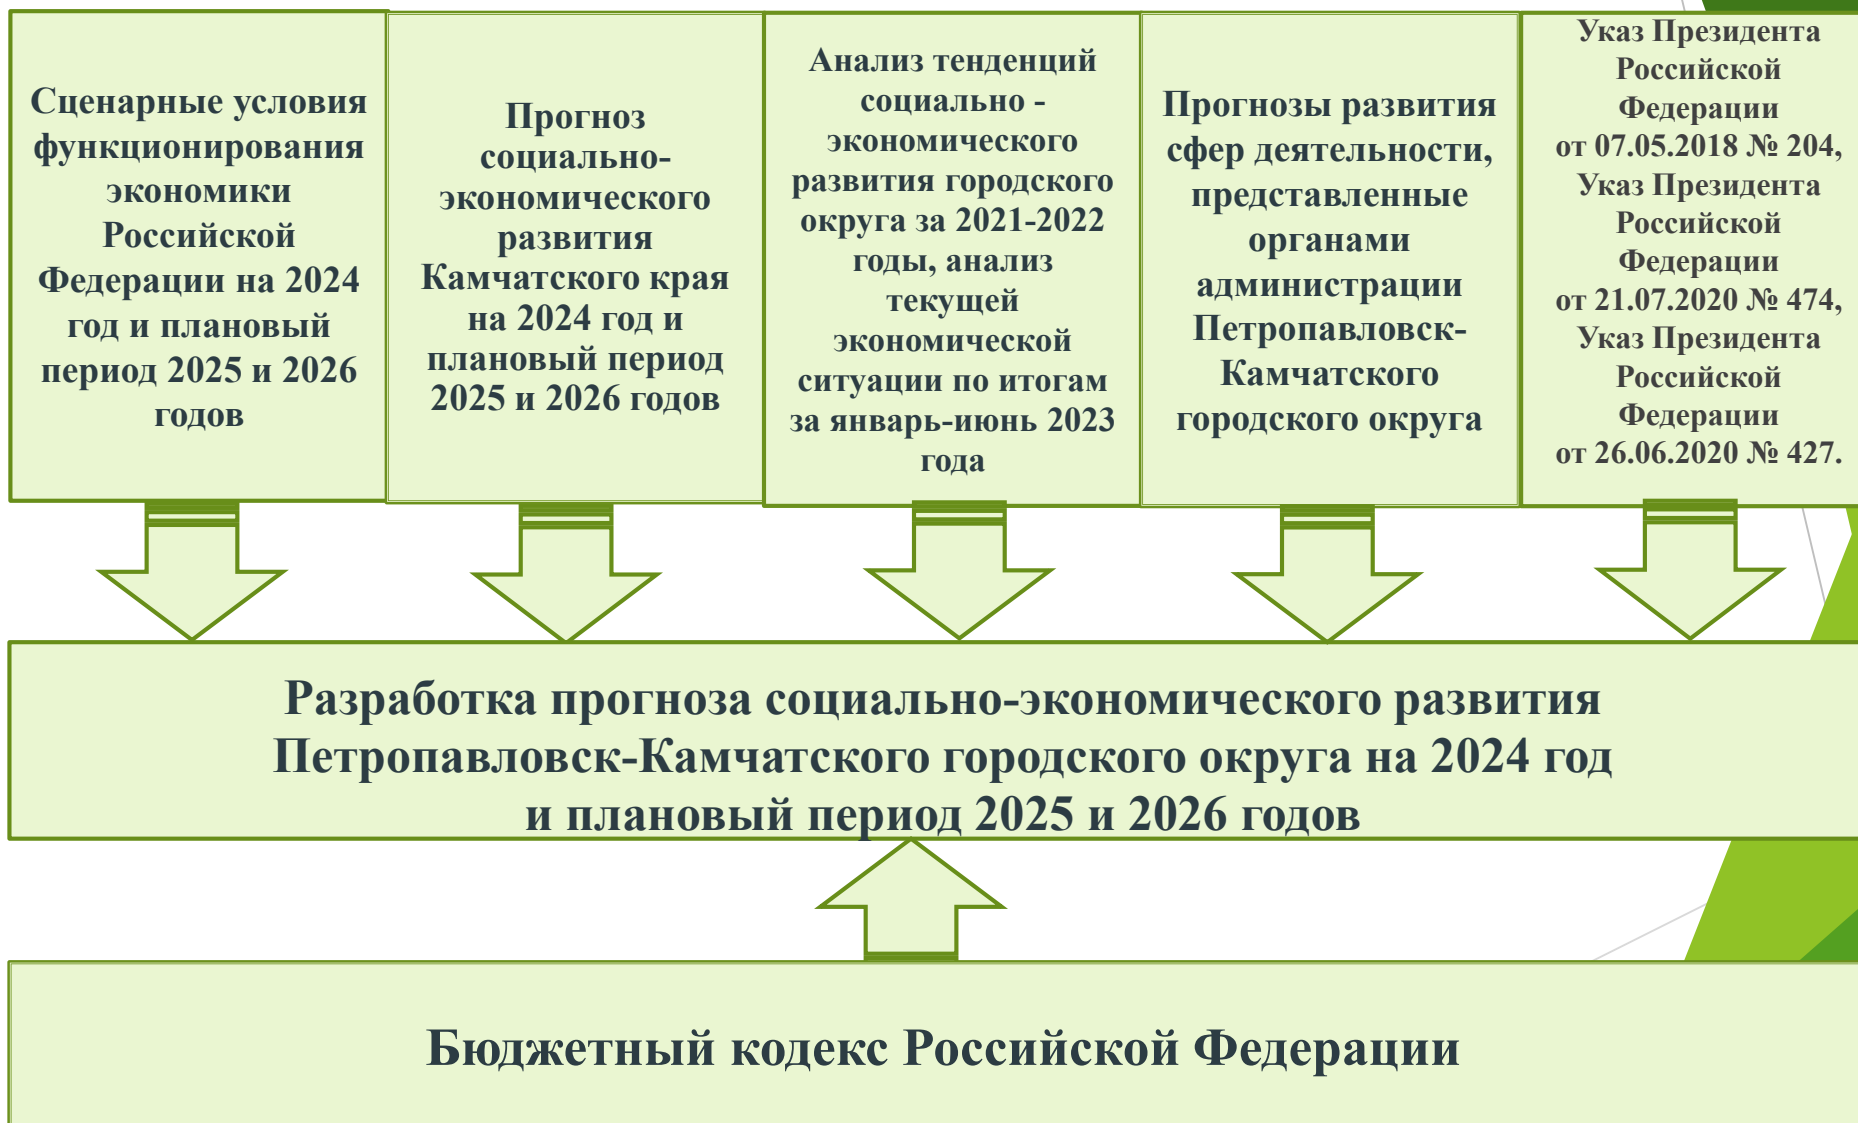 Сценарные условия
функционирования
экономики
Российской
Федерации на 2024
год и плановый
период 2025 и 2026
годов
Прогноз
социально-
экономического
развития
Камчатского края
на 2024 год и
плановый период
2025 и 2026 годов
Анализ тенденций
социально -
экономического
развития городского
округа за 2021-2022
годы, анализ
текущей
экономической
ситуации по итогам
за январь-июнь 2023
года
Прогнозы развития
сфер деятельности,
представленные
органами
администрации
Петропавловск-
Камчатского
городского округа
Указ Президента
Российской
Федерации
от 07.05.2018 № 204,
Указ Президента
Российской
Федерации
от 21.07.2020 № 474,
Указ Президента
Российской
Федерации
от 26.06.2020 № 427.
Разработка прогноза социально-экономического развития
Петропавловск-Камчатского городского округа на 2024 год
и плановый период 2025 и 2026 годов
Бюджетный кодекс Российской Федерации